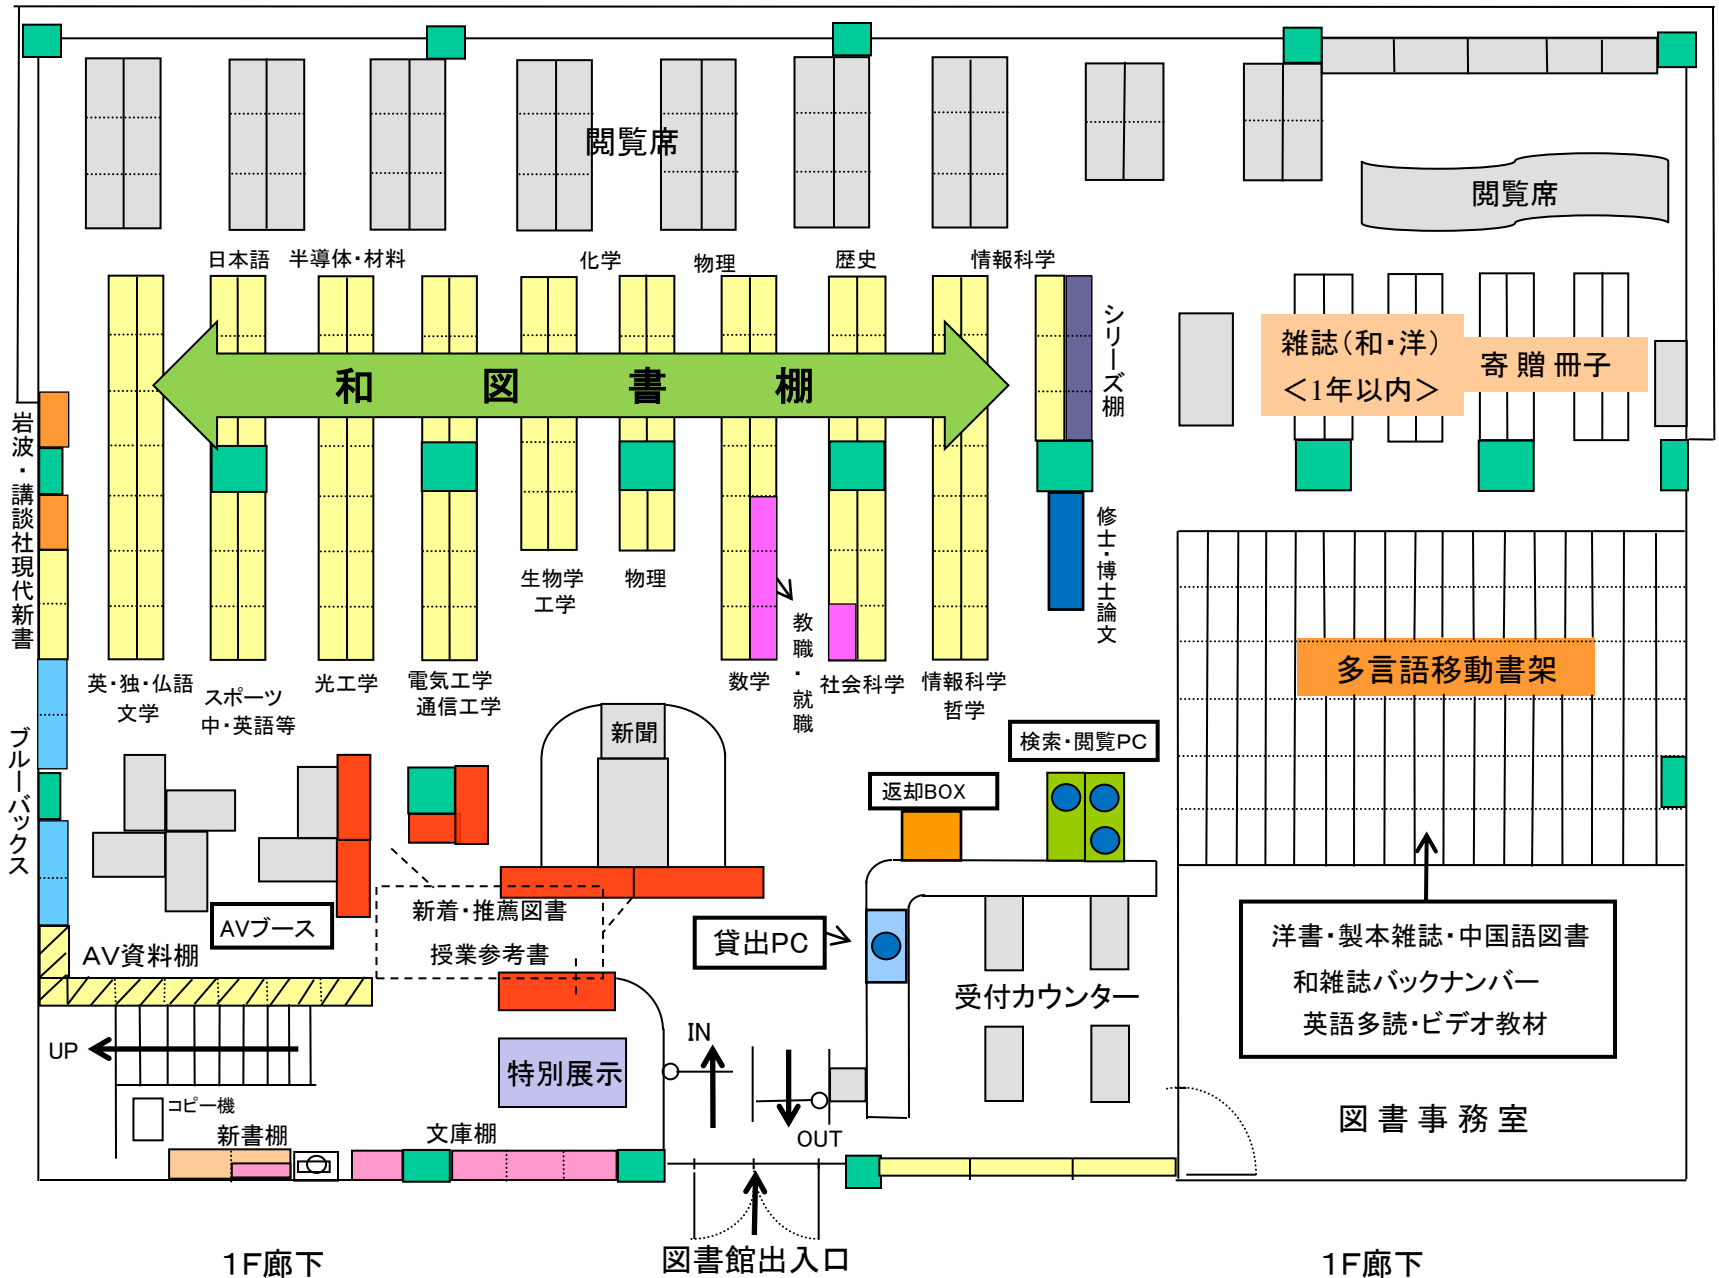 閲覧席
閲覧席
日本語
半導体・材料
化学
物理
歴史
情報科学
和図書棚
シリーズ棚
雑誌(和・洋)
<1年以内>
寄贈冊子
岩波・講談社現代新書
修士・博士論文
生物学
工学
物理
教職・就職
英・独・仏語
文学
スポーツ
中・英語等
光工学
電気工学
通信工学
数学
社会科学
情報科学
哲学
多言語移動書架
ブルーバックス
新聞
検索・閲覧PC
返却BOX
新着・推薦図書
授業参考書
AVブース
AV資料棚
貸出PC
受付カウンター
洋書・製本雑誌・中国語図書
和雑誌バックナンバー
英語多読・ビデオ教材
UP
IN
OUT
特別展示
コピー機
新書棚
文庫棚
図書事務室
1F廊下
図書館出入口
1F廊下